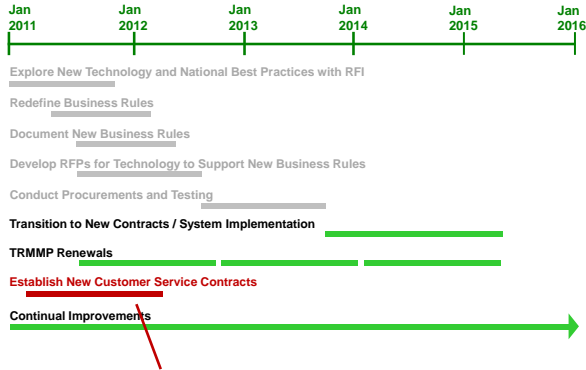 Jan Jan Jan Jan Jan Jan
2011 2012 2013 2014 2015 2016
Explore New Technology and National Best Practices with RFI
Redefine Business Rules
Document New Business Rules
Develop RFPs for Technology to Support New Business Rules
Conduct Procurements and Testing
Transition to New Contracts / System Implementation
TRMMP Renewals
Establish New Customer Service Contracts
Continual Improvements